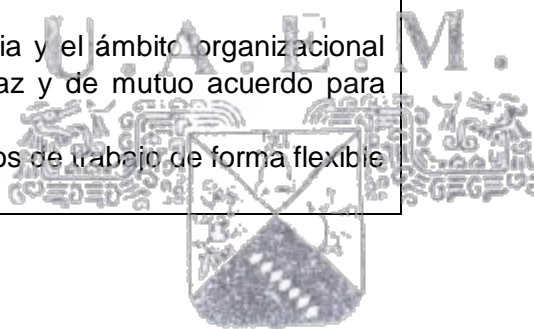 U. A. E. M.
ia y el ámbito organizacional
az y de mutuo acuerdo para
os de trabajo de forma flexible